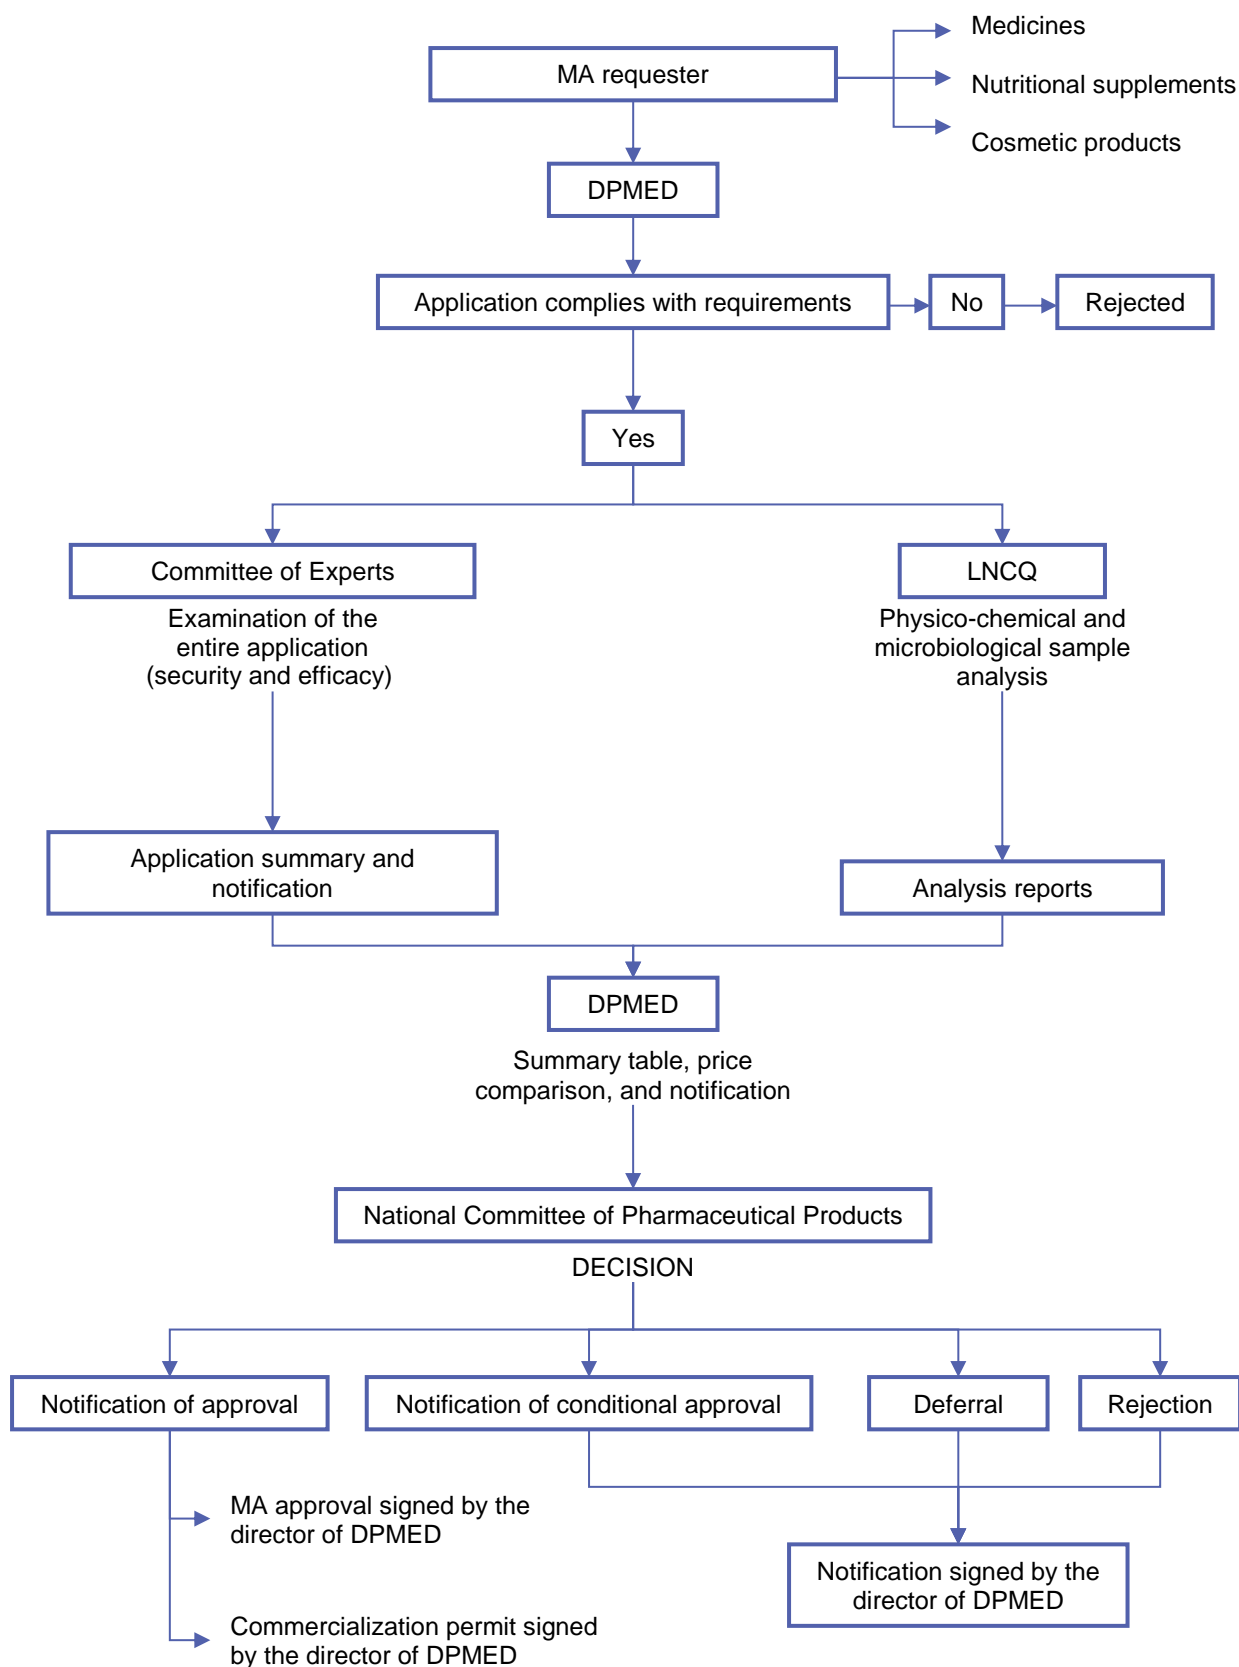 Medicines
MA requester
Nutritional supplements
Cosmetic products
DPMED
Application complies with requirements
No
Rejected
Yes
Committee of Experts
LNCQ
Examination of the
entire application
(security and efficacy)
Physico-chemical and
microbiological sample
analysis
Application summary and
notification
Analysis reports
DPMED
Summary table, price
comparison, and notification
National Committee of Pharmaceutical Products
DECISION
Notification of approval
Notification of conditional approval
Deferral
Rejection
MA approval signed by the
director of DPMED
Notification signed by the
director of DPMED
Commercialization permit signed
by the director of DPMED